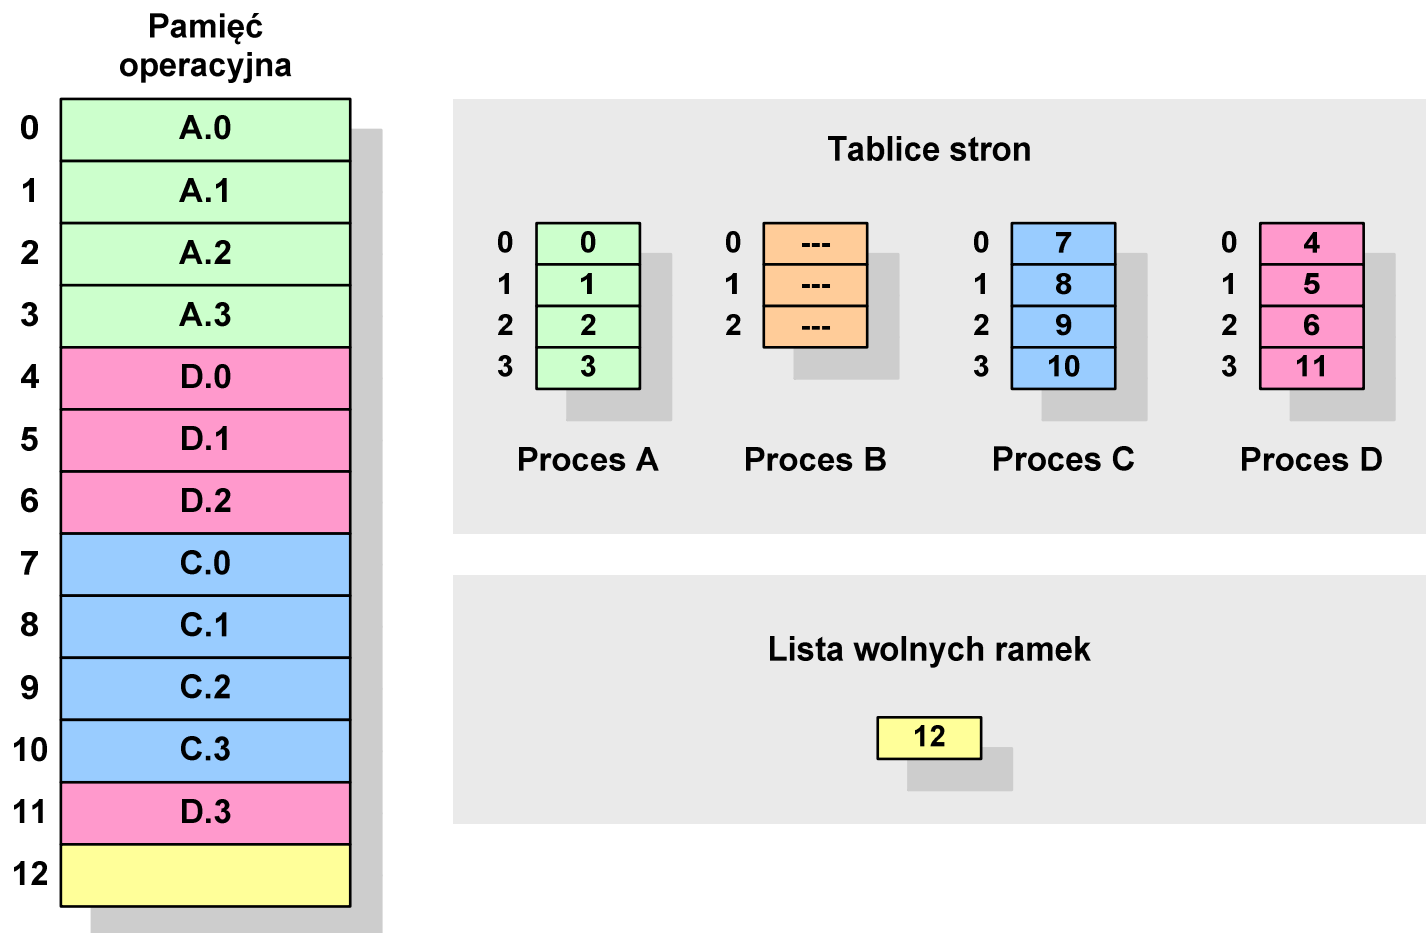 Pamięć
operacyjna
0 A.0
1 A.1
2 A.2
3 A.3
4 D.0
5 D.1
6 D.2
7 C.0
8 C.1
9 C.2
10 C.3
11 D.3
12
Tablice stron
0 0
1 1
2 2
3 3
Proces A
0 ---
1 ---
2 ---
Proces B
0 7
1 8
2 9
3 10
Proces C
0 4
1 5
2 6
3 11
Proces D
Lista wolnych ramek
12